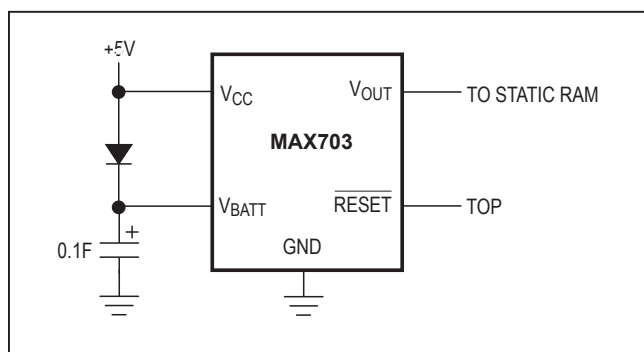 +5V
VCC
VOUT
TO STATIC RAM
MAX703
VBATT
RESET
TOP
+
0.1F
GND